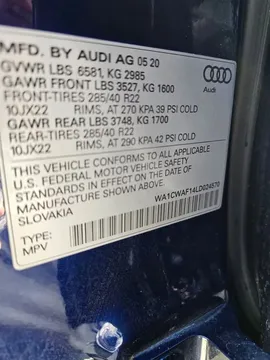 MFD. BY AUDI AG 05 20
GVWR LBS 6581, KG 2985
GAWR FRONT LBS 3527, KG 1600
FRONT-TIRES 285/40 R22
10JX22 RIMS, AT 270 KPA 39 PSI COLD
GAWR REAR LBS 3748, KG 1700
REAR-TIRES 285/40 R22
10JX22 RIMS, AT 290 KPA 42 PSI COLD
THIS VEHICLE CONFORMS TO ALL APPLICABLE
U.S. FEDERAL MOTOR VEHICLE SAFETY
STANDARDS IN EFFECT ON THE DATE OF
MANUFACTURE SHOWN ABOVE.
SLOVAKIA
WA1CWAF14LD024570
TYPE:
MPV
Audi